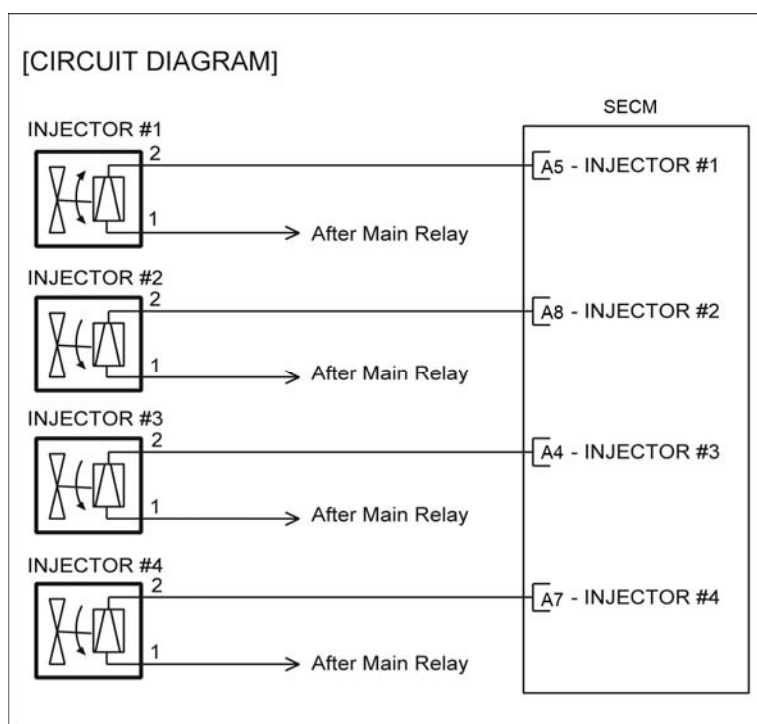 [CIRCUIT DIAGRAM]
SECM
INJECTOR #1
2
A5 - INJECTOR #1
1
After Main Relay
INJECTOR #2
2
A8 - INJECTOR #2
1
After Main Relay
INJECTOR #3
2
A4 - INJECTOR #3
1
After Main Relay
INJECTOR #4
2
A7 - INJECTOR #4
1
After Main Relay